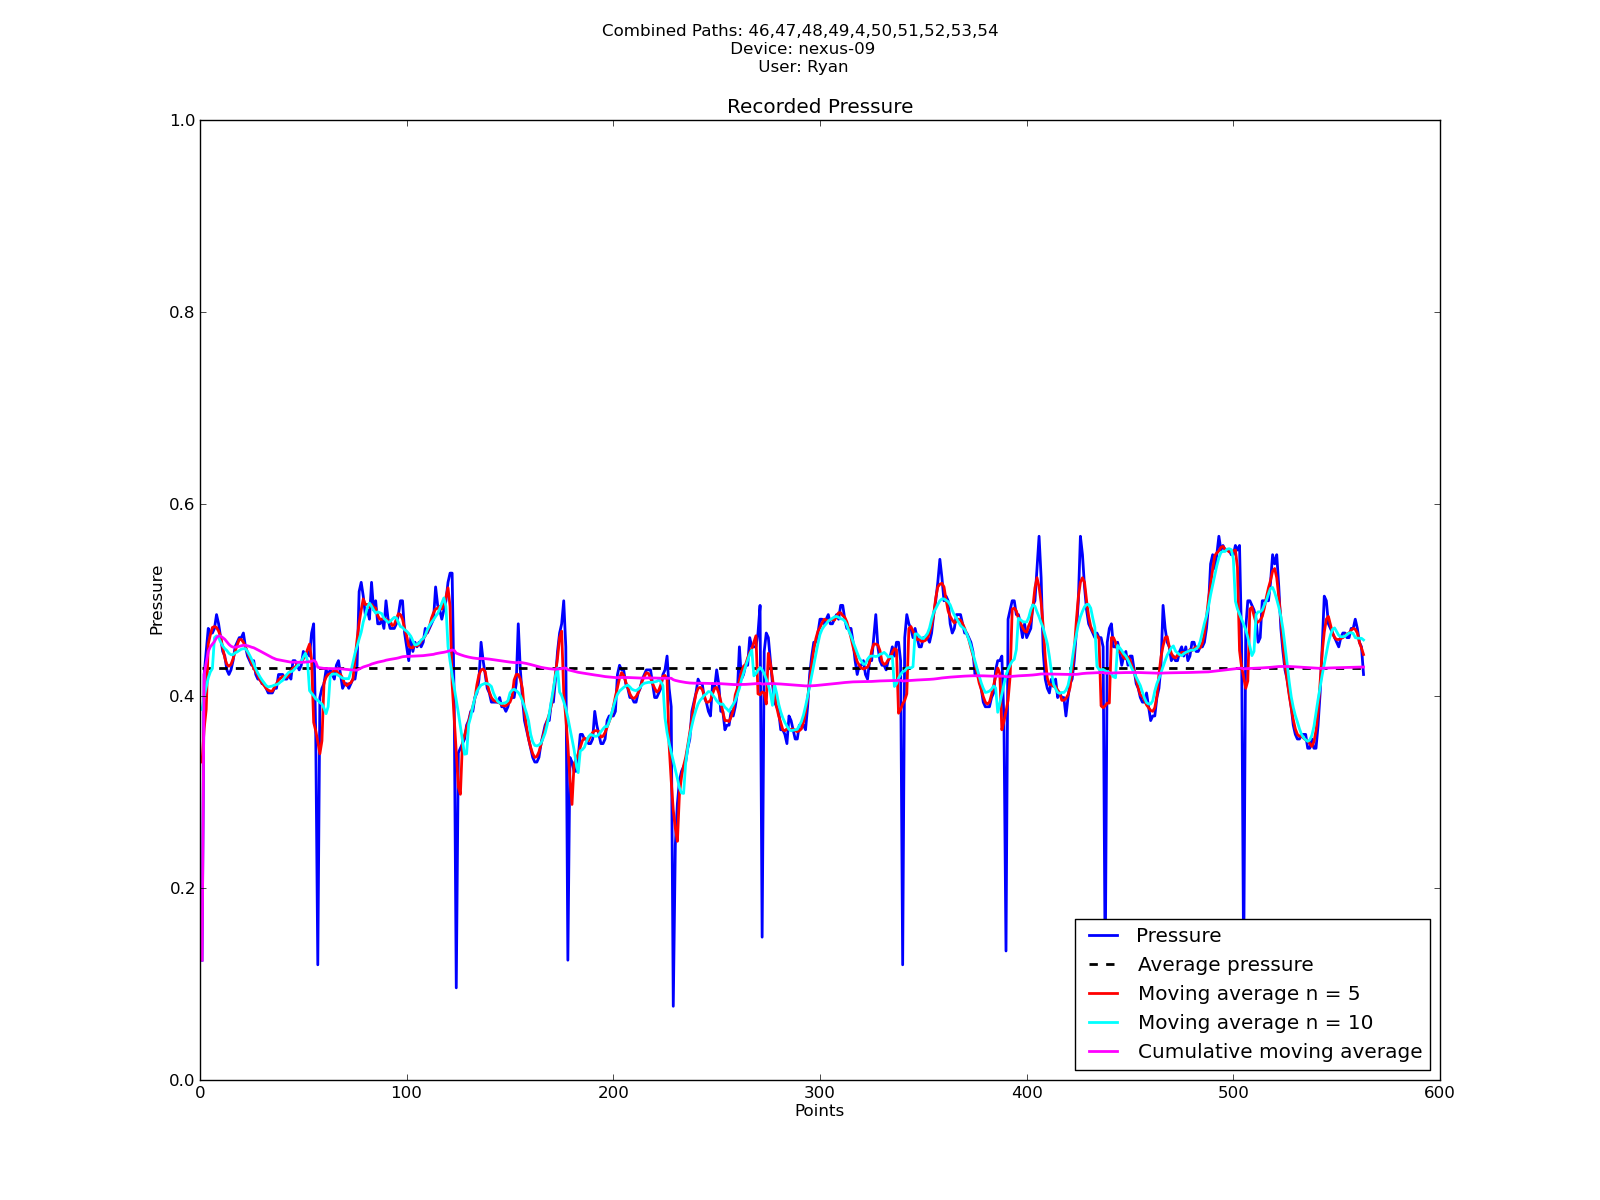 Combined Paths: 46,47,48,49,4,50,51,52,53,54
Device: nexus-09
User: Ryan
Recorded Pressure
1.0
0.8
0.6
0.4
0.2
0.0
Pressure
0 100 200 300 400 500 600
Points
Pressure
Average pressure
Moving average n = 5
Moving average n = 10
Cumulative moving average